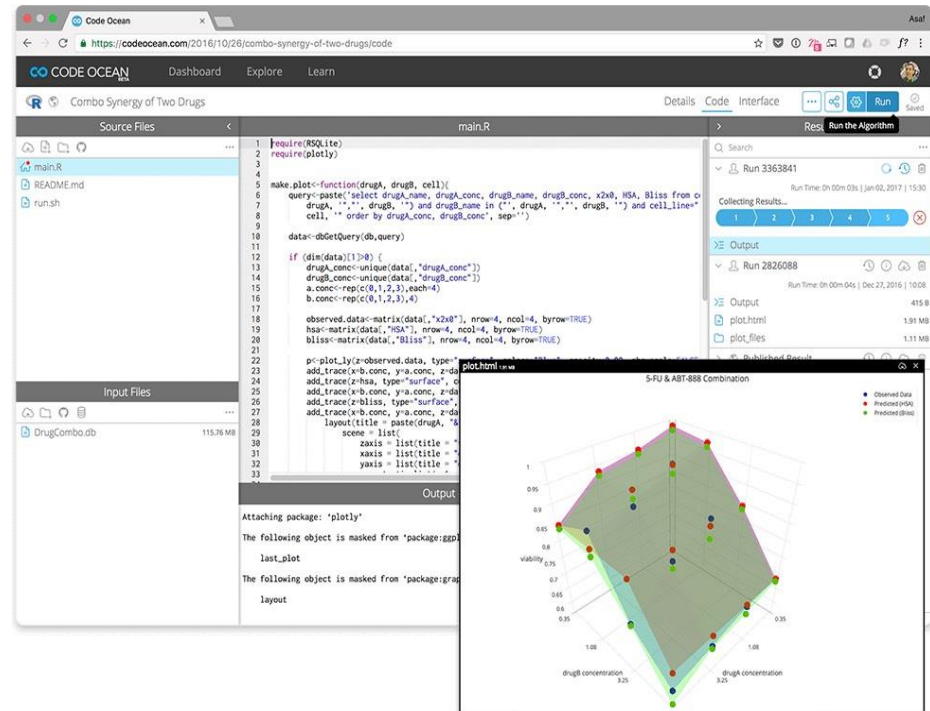 Code Ocean
Asaf
https://codeocean.com/2016/10/26/combo-synergy-of-two-drugs/code
CODE OCEAN
BETA
Dashboard Explore Learn
Combo Synergy of Two Drugs
Details Code Interface
Run
Saved
Run the Algorithm
Source Files
main.R
README.md
run.sh
Input Files
DrugCombo.db 115.76 MB
main.R
1 require(RSQLite)
2 require(plotly)
3
4
5 make.plot<-function(drugA, drugB, cell){
6 query<-paste('select drugA_name, drugA_conc, drugB_name, drugB_conc, x2x0, HSA, Bliss from
7 drugA, '","', drugB, '") and drugB_name in ("', drugA, '","', drugB, '") and cell_line="'
8 cell, '" order by drugA_conc, drugB_conc', sep='')
9
10 data<-dbGetQuery(db,query)
11
12 if (dim(data)[1]>0) {
13 drugA_conc<-unique(data[,"drugA_conc"])
14 drugB_conc<-unique(data[,"drugB_conc"])
15 a.conc<-rep(c(0,1,2,3),each=4)
16 b.conc<-rep(c(0,1,2,3),4)
17
18 observed.data<-matrix(data[,"x2x0"], nrow=4, ncol=4, byrow=TRUE)
19 hsa<-matrix(data[,"HSA"], nrow=4, ncol=4, byrow=TRUE)
20 bliss<-matrix(data[,"Bliss"], nrow=4, ncol=4, byrow=TRUE)
21
22 p<-plot_ly(z=observed.data, type=
23 add_trace(x=b.conc, y=a.conc, z=da
24 add_trace(z=hsa, type="surface", c
25 add_trace(x=b.conc, y=a.conc, z=da
26 add_trace(z=bliss, type="surface",
27 add_trace(x=b.conc, y=a.conc, z=da
28 layout(title = paste(drugA, "&
29 scene = list(
30 zaxis = list(title = "
31 xaxis = list(title = "
32 yaxis = list(title = "
33
Output
Attaching package: 'plotly'
The following object is masked from 'package:ggpl
last_plot
The following object is masked from 'package:grap
layout
Search
Run 3363841
Run Time: 0h 00m 03s | Jan 02, 2017 | 15:30
Collecting Results...
1 2 3 4 5
Output
Run 2826088
Run Time: 0h 00m 04s | Dec 27, 2016 | 10:08
Output 415 B
plot.html 1.91 MB
plot_files 1.11 MB
Published Result
plot.html 1.91 MB
5-FU & ABT-888 Combination
Observed Data
Predicted (HSA)
Predicted (Bliss)
1
0.95
0.9
0.85
0.8
viability
0.75
0.7
0.65
0.6
0.35
1.08
drugB concentration
3.25
0.35
1.08
drugA concentration
3.25